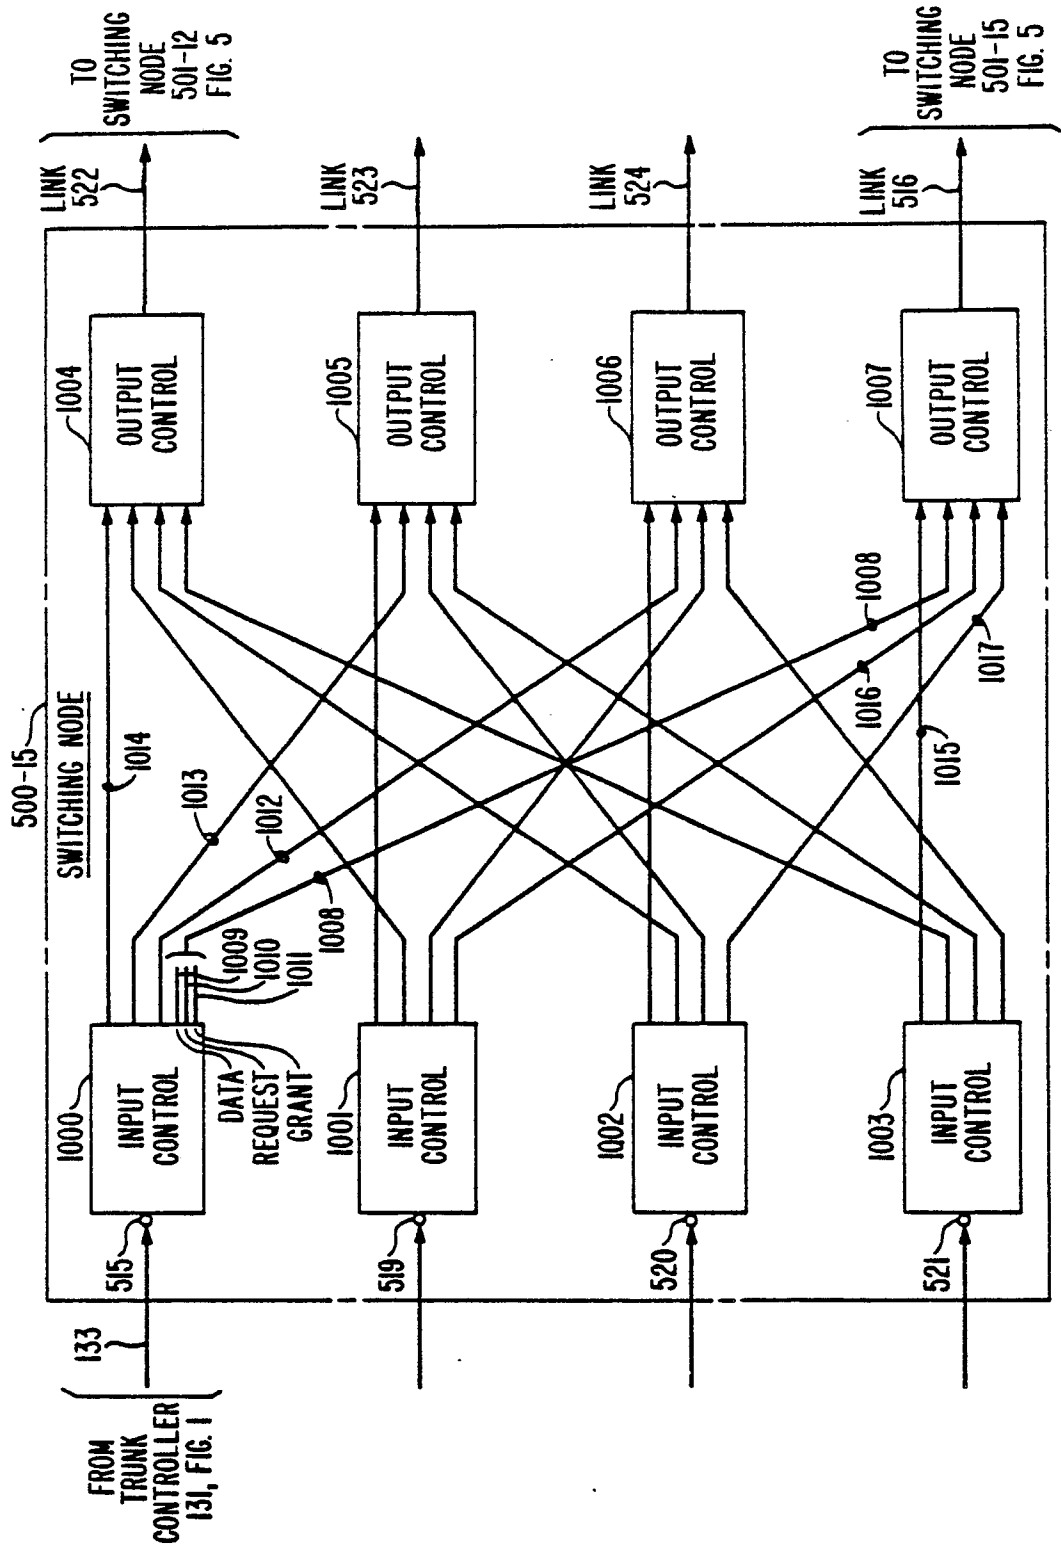 500-15
SWITCHING NODE
FROM
TRUNK
CONTROLLER
131, FIG. 1
133
515
1000
INPUT
CONTROL
DATA
REQUEST
GRANT
1009
1010
1011
1014
1013
1012
1008
1004
OUTPUT
CONTROL
LINK
522
TO
SWITCHING
NODE
501-12
FIG. 5
519
1001
INPUT
CONTROL
1005
OUTPUT
CONTROL
LINK
523
520
1002
INPUT
CONTROL
1006
OUTPUT
CONTROL
LINK
524
521
1003
INPUT
CONTROL
1015
1016
1008
1017
1007
OUTPUT
CONTROL
LINK
516
TO
SWITCHING
NODE
501-15
FIG. 5